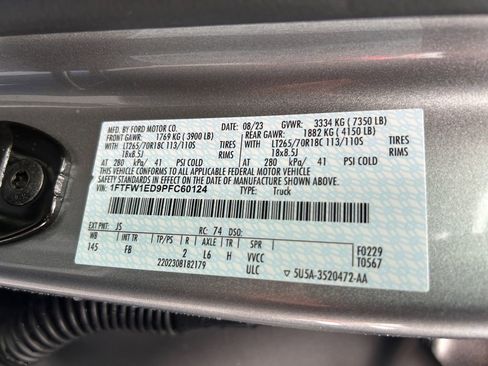 MFD. BY FORD MOTOR CO. 08/23 GVWR: 3334 KG ( 7350 LB)
FRONT GAWR: 1769 KG ( 3900 LB) REAR GAWR: 1882 KG ( 4150 LB)
WITH LT265/70R18C 113/110S TIRES WITH LT265/70R18C 113/110S TIRES
18x8.5J RIMS 18x8.5J RIMS
AT 280 kPa/ 41 PSI COLD AT 280 kPa/ 41 PSI COLD
THIS VEHICLE CONFORMS TO ALL APPLICABLE FEDERAL MOTOR VEHICLE
SAFETY STANDARDS IN EFFECT ON THE DATE OF MANUFACTURE SHOWN ABOVE.
VIN: 1FTFW1ED9PFC60124 TYPE: Truck
EXT PNT: JS RC: 74 DSO:
WB INT TR TP/PS R AXLE TR SPR F0229
145 FB 2 L6 H VVCC T0567
2202308182179 ULC 5U5A-3520472-AA